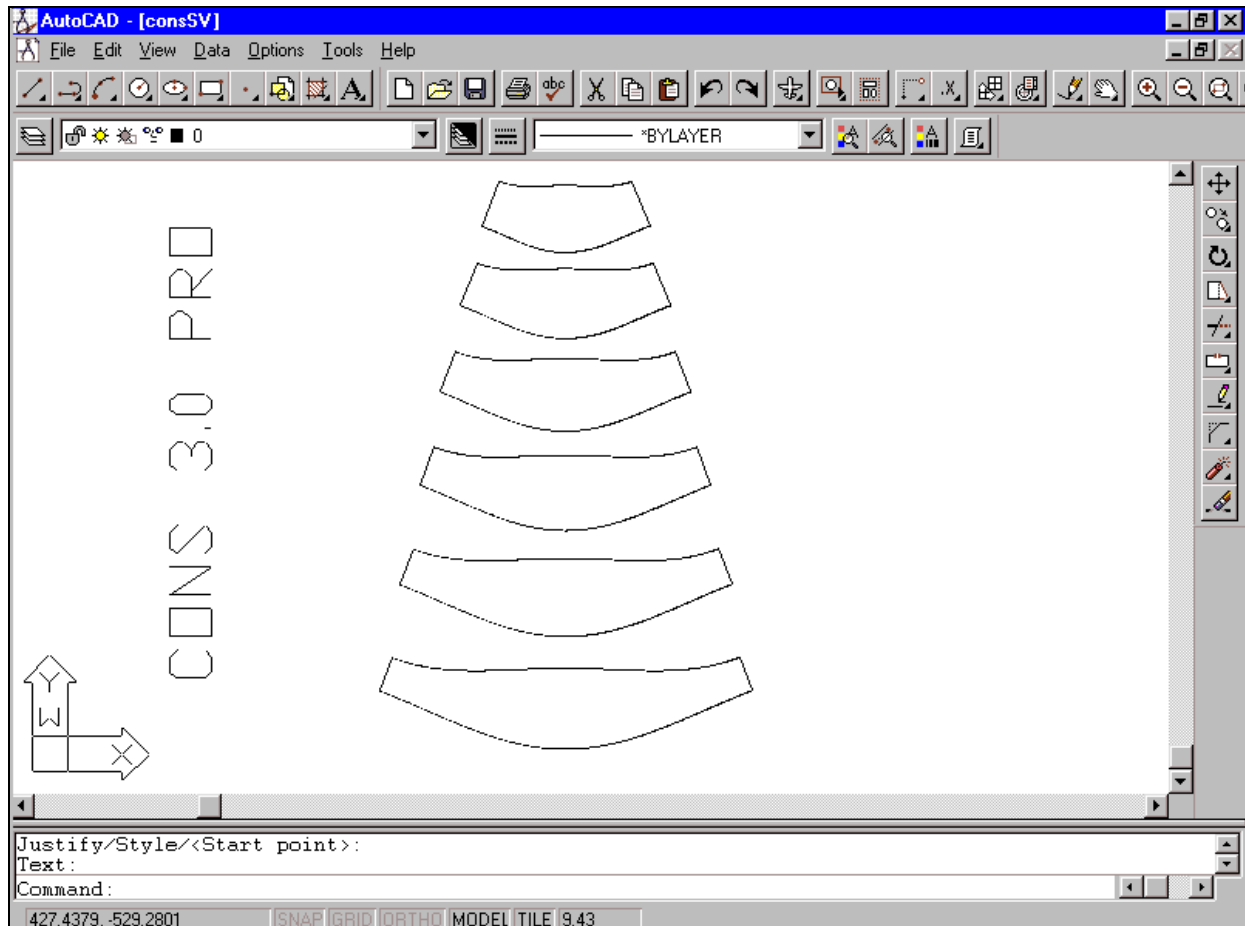 AutoCAD - [consSV]
File Edit View Data Options Tools Help
A abc .X
0 *BYLAYER A A
CONS 3.0 PRO
Y
W
X
Justify/Style/<Start point>:
Text:
Command:
427.4379, -529.2801 SNAP GRID ORTHO MODEL TILE 9.43